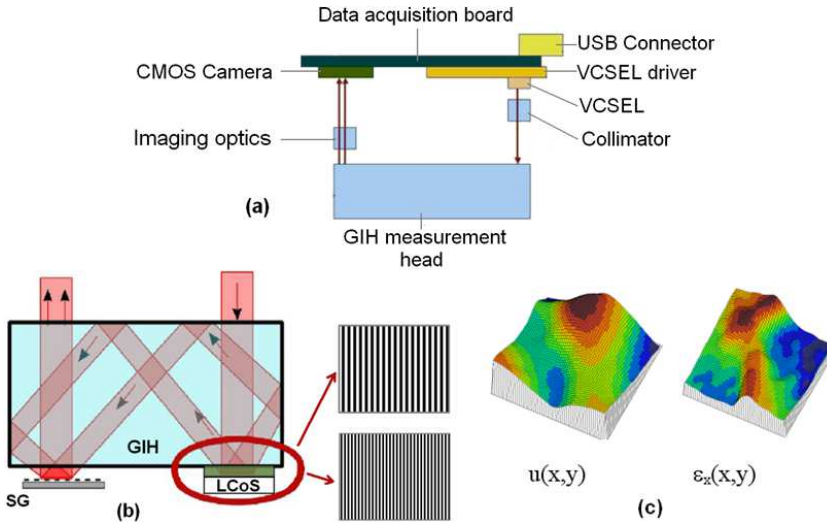 Data acquisition board
USB Connector
CMOS Camera
VCSEL driver
VCSEL
Imaging optics
Collimator
(a)
GIH measurement
head
GIH
LCoS
SG
(b)
u(x,y)
εx(x,y)
(c)